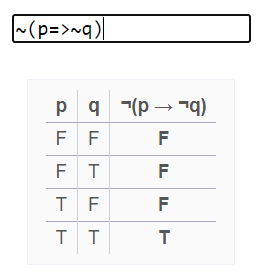 ~(p=>~q)
p q ¬(p → ¬q)
F F F
F T F
T F F
T T T